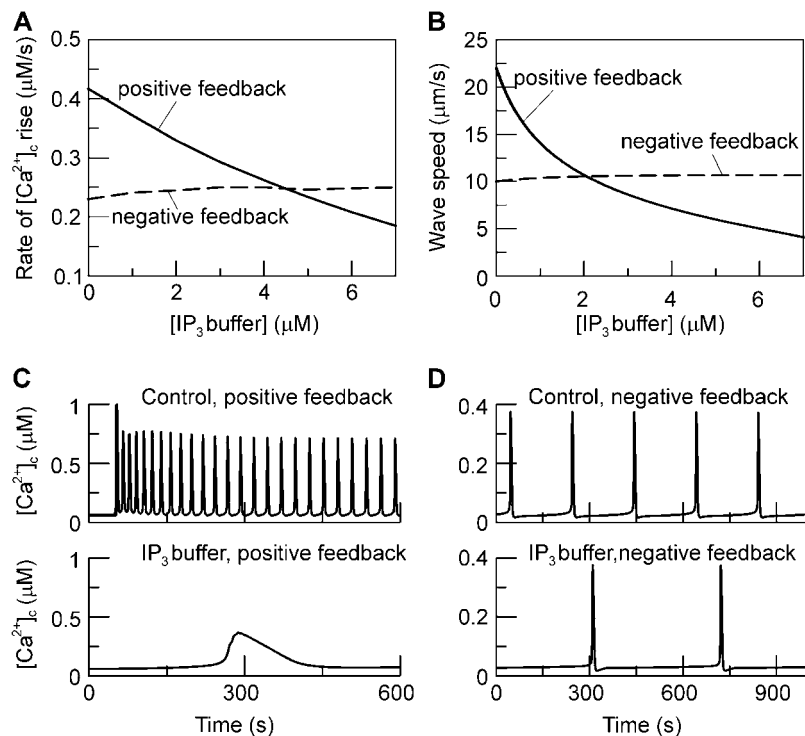 A
Rate of [Ca²⁺]c rise (μM/s)
0.5
0.4
0.3
0.2
0.1
positive feedback
negative feedback
0 2 4 6
[IP₃ buffer] (μM)
B
Wave speed (μm/s)
25
20
15
10
5
0
positive feedback
negative feedback
0 2 4 6
[IP₃ buffer] (μM)
C
Control, positive feedback
[Ca²⁺]c (μM)
1
0.5
0
IP₃ buffer, positive feedback
[Ca²⁺]c (μM)
1
0.5
0
0 300 600
Time (s)
D
Control, negative feedback
[Ca²⁺]c (μM)
0.4
0.2
0
IP₃ buffer,negative feedback
[Ca²⁺]c (μM)
0.4
0.2
0
0 300 600 900
Time (s)